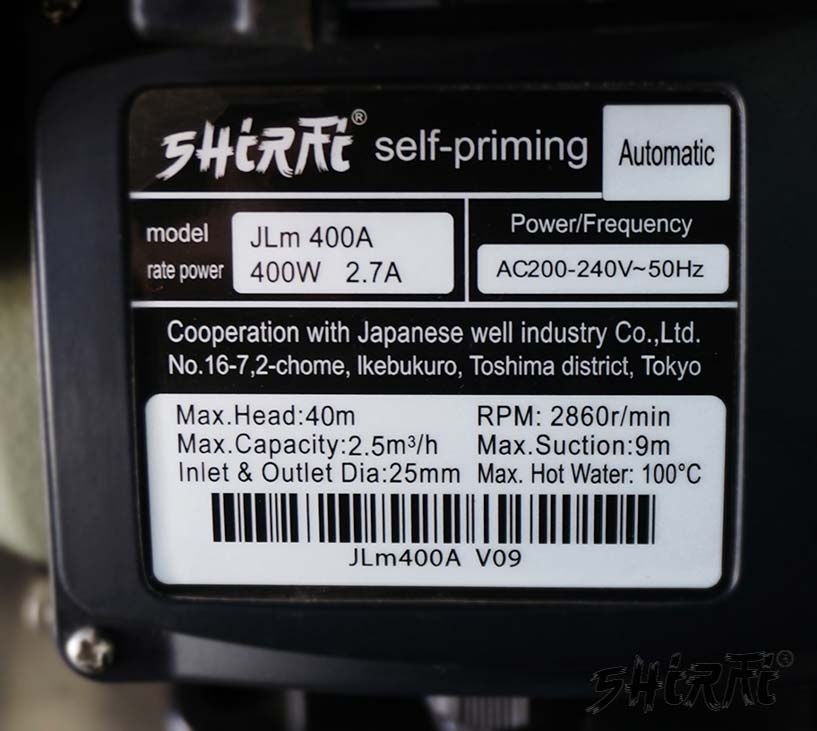 SHIRAI® self-priming Automatic
model JLm 400A
rate power 400W 2.7A
Power/Frequency
AC200-240V~50Hz
Cooperation with Japanese well industry Co.,Ltd.
No.16-7,2-chome, Ikebukuro, Toshima district, Tokyo
Max.Head:40m RPM: 2860r/min
Max.Capacity:2.5m³/h Max.Suction:9m
Inlet & Outlet Dia:25mm Max. Hot Water: 100°C
JLm400A V09
SHIRAI®